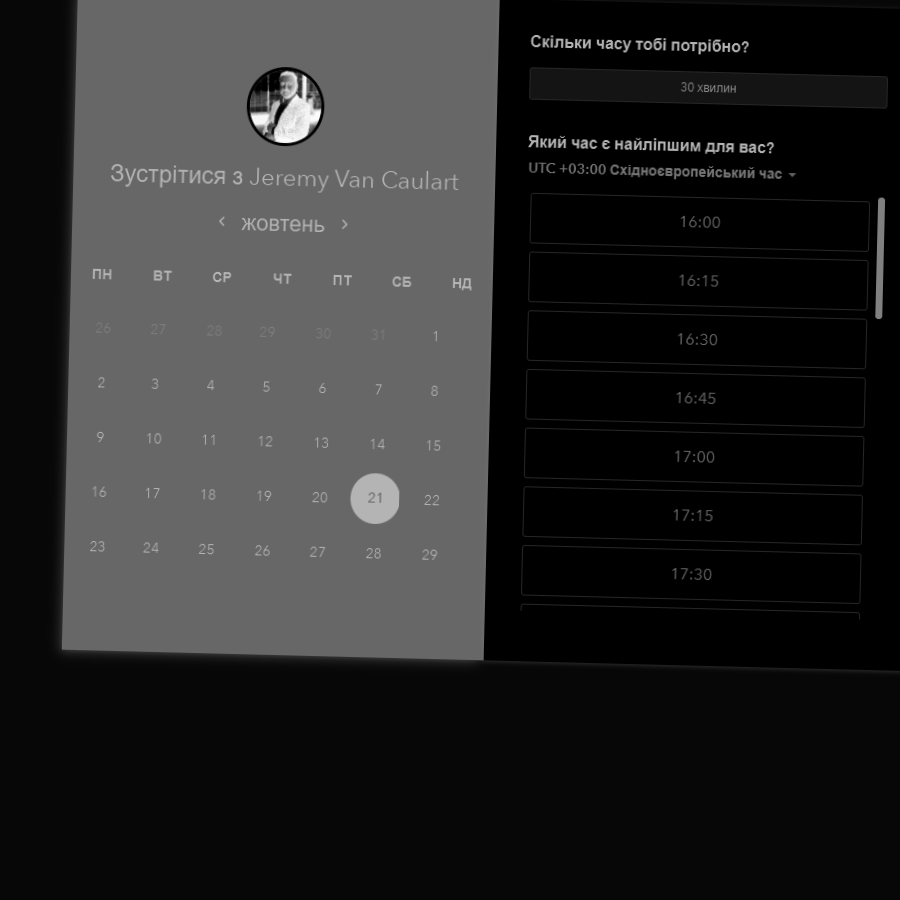 Зустрітися з Jeremy Van Caulart
жовтень
ПН ВТ СР ЧТ ПТ СБ НД
26 27 28 29 30 31 1
2 3 4 5 6 7 8
9 10 11 12 13 14 15
16 17 18 19 20 21 22
23 24 25 26 27 28 29
Скільки часу тобі потрібно?
30 хвилин
Який час є найліпшим для вас?
UTC +03:00 Східноєвропейський час
16:00
16:15
16:30
16:45
17:00
17:15
17:30